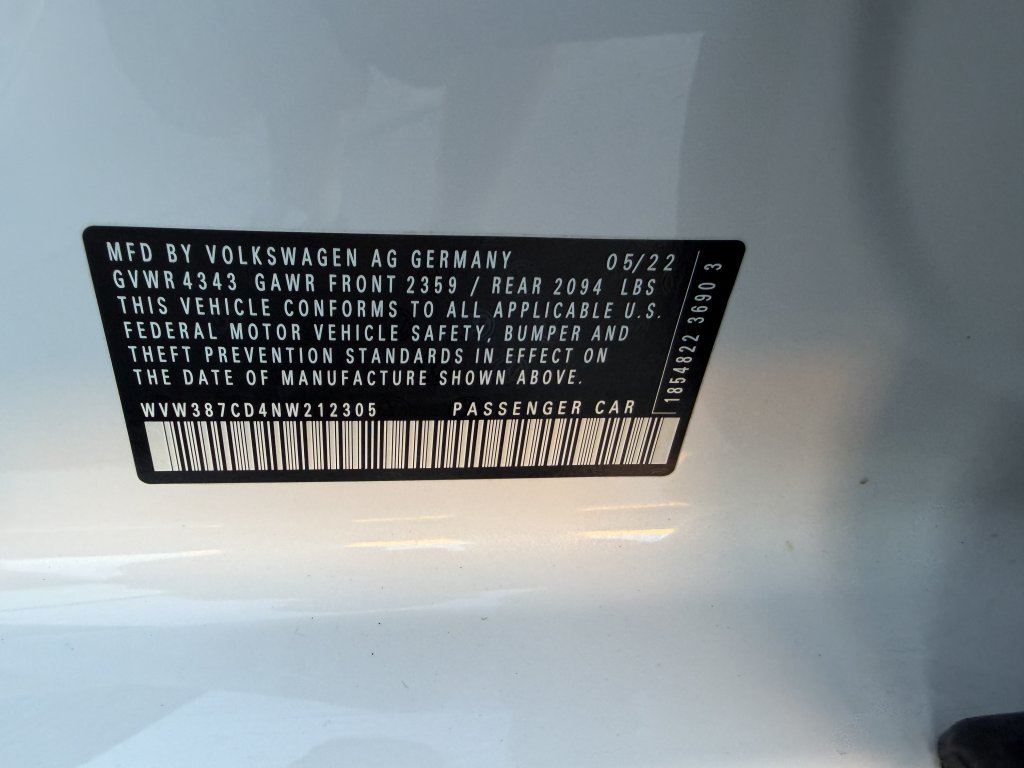 MFD BY VOLKSWAGEN AG GERMANY 05/22
GVWR 4343 GAWR FRONT 2359 / REAR 2094 LBS
THIS VEHICLE CONFORMS TO ALL APPLICABLE U.S.
FEDERAL MOTOR VEHICLE SAFETY, BUMPER AND
THEFT PREVENTION STANDARDS IN EFFECT ON
THE DATE OF MANUFACTURE SHOWN ABOVE.
WVW387CD4NW212305 PASSENGER CAR
1854822 3690 3